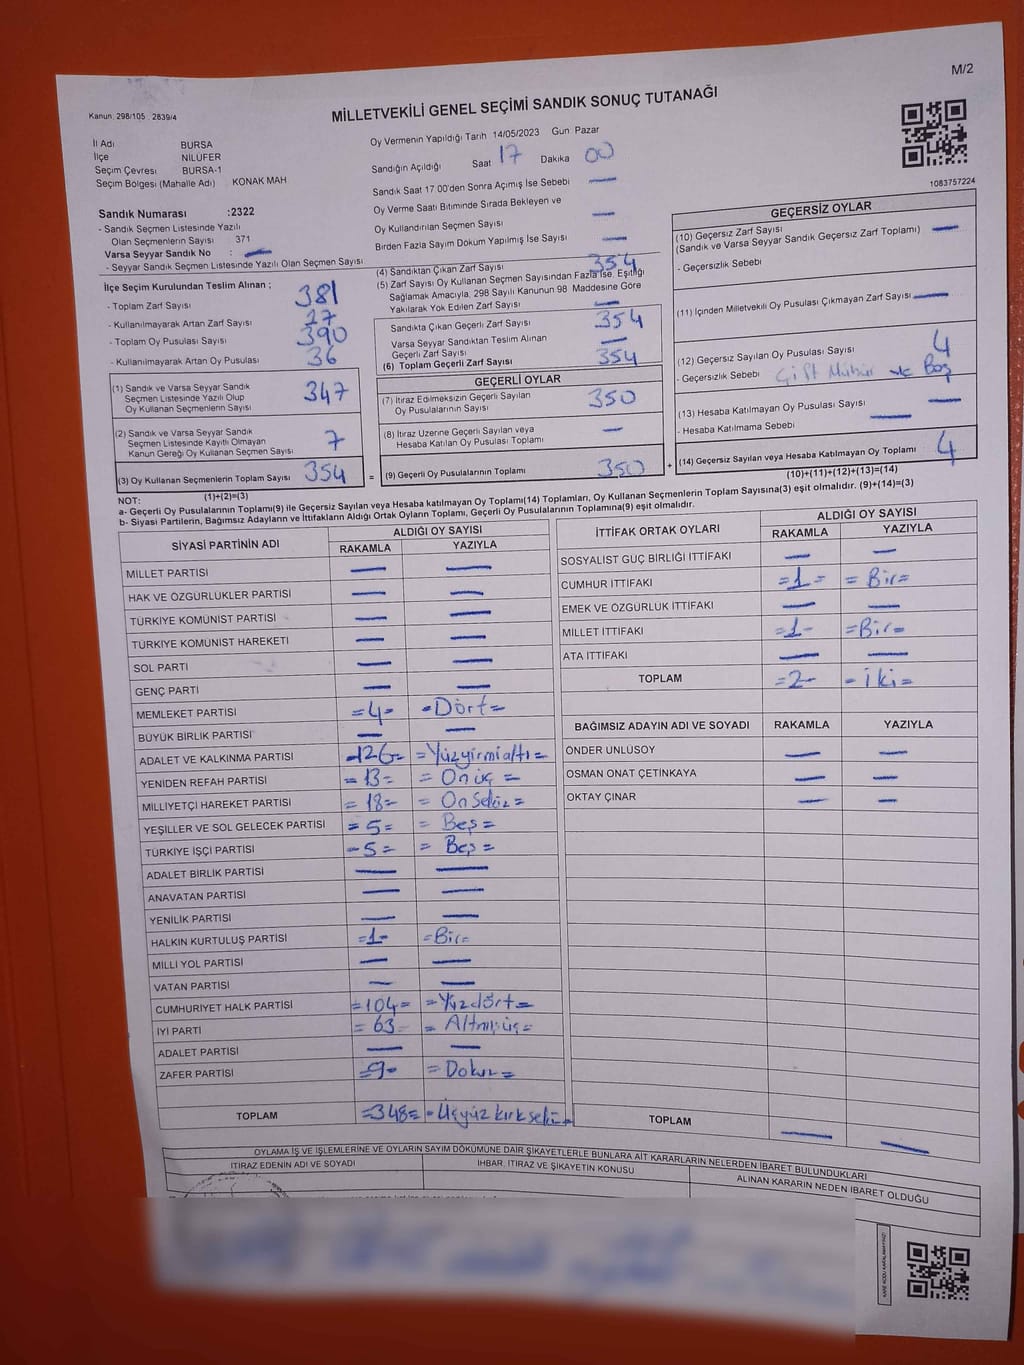 M/2
Kanun. 298/105 2839/4
MİLLETVEKİLİ GENEL SEÇİMİ SANDIK SONUÇ TUTANAĞI
İl Adı BURSA
İlçe NİLÜFER
Seçim Çevresi BURSA-1
Seçim Bölgesi (Mahalle Adı) KONAK MAH
Sandık Numarası :2322
- Sandık Seçmen Listesinde Yazılı
Olan Seçmenlerin Sayısı : 371
Varsa Seyyar Sandık No : —
- Seyyar Sandık Seçmen Listesinde Yazılı Olan Seçmen Sayısı
Oy Vermenin Yapıldığı Tarih 14/05/2023 Gün Pazar
Sandığın Açıldığı Saat 17 Dakika 00
Sandık Saat 17 00'den Sonra Açımış İse Sebebi —
Oy Verme Saati Bitiminde Sırada Bekleyen ve
Oy Kullandırılan Seçmen Sayısı —
Birden Fazla Sayım Döküm Yapılmış İse Sayısı —
1083757224
İlçe Seçim Kurulundan Teslim Alınan ;
- Toplam Zarf Sayısı 381
- Kullanılmayarak Artan Zarf Sayısı 27
- Toplam Oy Pusulası Sayısı 390
- Kullanılmayarak Artan Oy Pusulası 36
(1) Sandık ve Varsa Seyyar Sandık
Seçmen Listesinde Yazılı Olup
Oy Kullanan Seçmenlerin Sayısı 347
(2) Sandık ve Varsa Seyyar Sandık
Seçmen Listesinde Kayıtlı Olmayan
Kanun Gereği Oy Kullanan Seçmen Sayısı 7
(3) Oy Kullanan Seçmenlerin Toplam Sayısı 354
(1)+(2)=(3)
(4) Sandıktan Çıkan Zarf Sayısı 354
(5) Zarf Sayısı Oy Kullanan Seçmen Sayısından Fazla İse, Eşitliği
Sağlamak Amacıyla, 298 Sayılı Kanunun 98 Maddesine Göre
Yakılarak Yok Edilen Zarf Sayısı —
Sandıkta Çıkan Geçerli Zarf Sayısı 354
Varsa Seyyar Sandıktan Teslim Alınan
Geçerli Zarf Sayısı —
(6) Toplam Geçerli Zarf Sayısı 354
GEÇERLİ OYLAR
(7) İtiraz Edilmeksizin Geçerli Sayılan
Oy Pusulalarının Sayısı 350
(8) İtiraz Üzerine Geçerli Sayılan veya
Hesaba Katılan Oy Pusulası Toplamı —
= (9) Geçerli Oy Pusulalarının Toplamı 350 +
GEÇERSİZ OYLAR
(10) Geçersiz Zarf Sayısı —
(Sandık ve Varsa Seyyar Sandık Geçersiz Zarf Toplamı)
- Geçersizlik Sebebi
(11) İçinden Milletvekili Oy Pusulası Çıkmayan Zarf Sayısı —
(12) Geçersiz Sayılan Oy Pusulası Sayısı 4
- Geçersizlik Sebebi Çift Mühür ve Boş
(13) Hesaba Katılmayan Oy Pusulası Sayısı —
- Hesaba Katılmama Sebebi —
(14) Geçersiz Sayılan veya Hesaba Katılmayan Oy Toplamı 4
(10)+(11)+(12)+(13)=(14)
NOT:
a- Geçerli Oy Pusulalarının Toplamı(9) ile Geçersiz Sayılan veya Hesaba katılmayan Oy Toplamı(14) Toplamları, Oy Kullanan Seçmenlerin Toplam Sayısına(3) eşit olmalıdır. (9)+(14)=(3)
b- Siyasi Partilerin, Bağımsız Adayların ve İttifakların Aldığı Ortak Oyların Toplamı, Geçerli Oy Pusulalarının Toplamına(9) eşit olmalıdır.
SİYASİ PARTİNİN ADI ALDIĞI OY SAYISI
RAKAMLA YAZIYLA
MİLLET PARTİSİ — —
HAK VE ÖZGÜRLÜKLER PARTİSİ — —
TÜRKİYE KOMÜNİST PARTİSİ — —
TÜRKİYE KOMÜNİST HAREKETİ — —
SOL PARTİ — —
GENÇ PARTİ — —
MEMLEKET PARTİSİ =4= =Dört=
BÜYÜK BİRLİK PARTİSİ — —
ADALET VE KALKINMA PARTİSİ =126= =Yüzyirmialtı=
YENİDEN REFAH PARTİSİ =13= =Onüç=
MİLLİYETÇİ HAREKET PARTİSİ =18= =Onsekiz=
YEŞİLLER VE SOL GELECEK PARTİSİ =5= =Beş=
TÜRKİYE İŞÇİ PARTİSİ =5= =Beş=
ADALET BİRLİK PARTİSİ — —
ANAVATAN PARTİSİ — —
YENİLİK PARTİSİ — —
HALKIN KURTULUŞ PARTİSİ =1= =Bir=
MİLLİ YOL PARTİSİ — —
VATAN PARTİSİ — —
CUMHURİYET HALK PARTİSİ =104= =Yüzdört=
İYİ PARTİ =63= =Altmışüç=
ADALET PARTİSİ — —
ZAFER PARTİSİ =9= =Dokuz=
TOPLAM =348= =Üçyüzkırksekiz=
İTTİFAK ORTAK OYLARI ALDIĞI OY SAYISI
RAKAMLA YAZIYLA
SOSYALİST GÜÇ BİRLİĞİ İTTİFAKI — —
CUMHUR İTTİFAKI =1= =Bir=
EMEK VE ÖZGÜRLÜK İTTİFAKI — —
MİLLET İTTİFAKI =1= =Bir=
ATA İTTİFAKI — —
TOPLAM =2= =İki=
BAĞIMSIZ ADAYIN ADI VE SOYADI RAKAMLA YAZIYLA
ÖNDER ÜNLÜSOY — —
OSMAN ONAT ÇETİNKAYA — —
OKTAY ÇINAR — —
TOPLAM — —
OYLAMA İŞ VE İŞLEMLERİNE VE OYLARIN SAYIM DÖKÜMÜNE DAİR ŞİKAYETLERLE BUNLARA AİT KARARLARIN NELERDEN İBARET BULUNDUKLARI
İTİRAZ EDENİN ADI VE SOYADI İHBAR, İTİRAZ VE ŞİKAYETİN KONUSU ALINAN KARARIN NEDEN İBARET OLDUĞU
KARE KODU KARALAMAYINIZ!